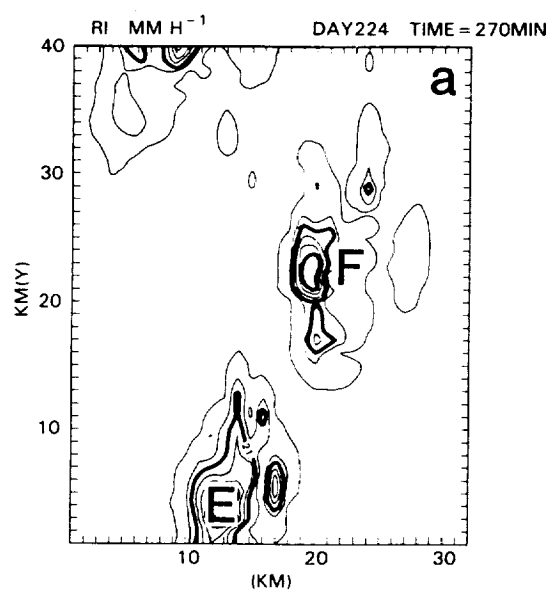 RI MM H⁻¹ DAY224 TIME = 270MIN
40
a
30
F
KM(Y)
20
10
E
10 20 30
(KM)